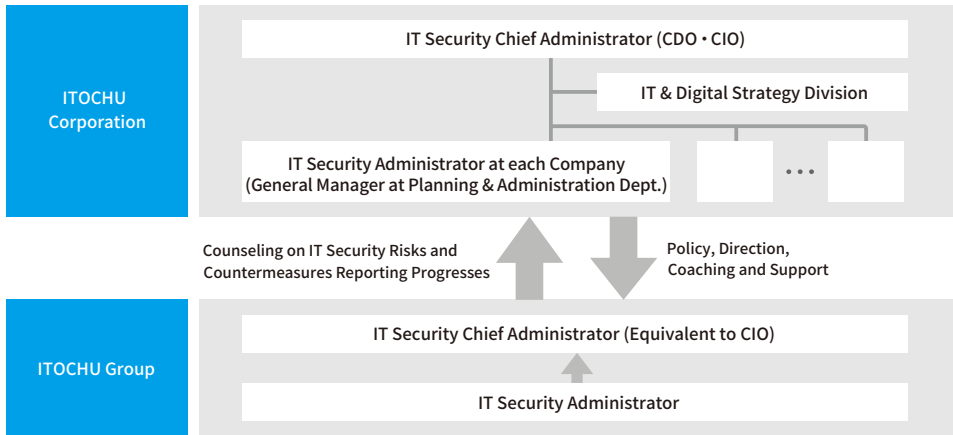 ITOCHU
Corporation
IT Security Chief Administrator (CDO・CIO)
IT & Digital Strategy Division
IT Security Administrator at each Company
(General Manager at Planning & Administration Dept.)
• • •
Counseling on IT Security Risks and
Countermeasures Reporting Progresses
Policy, Direction,
Coaching and Support
ITOCHU Group
IT Security Chief Administrator (Equivalent to CIO)
IT Security Administrator